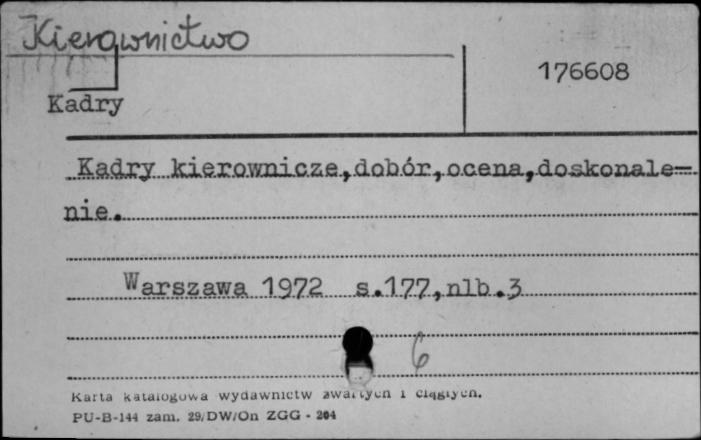 Kierownictwo
176608
Kadry
Kadry kierownicze,dobór,ocena,doskonale=
nie.
Warszawa 1972 s.177,nlb.3
6
Karta katalogowa wydawnictw zwartych i ciągłych.
PU-B-144 zam. 29/DW/On ZGG - 204